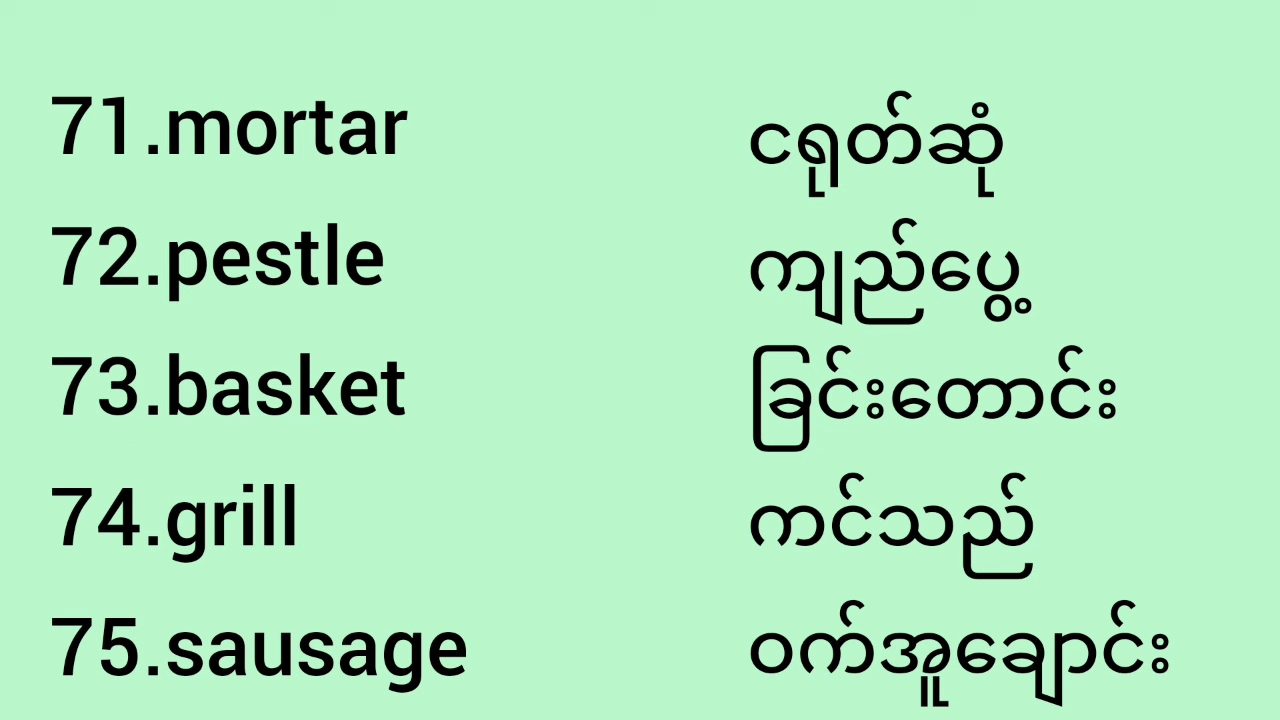 71.mortar ငရုတ်ဆုံ
72.pestle ကျည်ပွေ့
73.basket ခြင်းတောင်း
74.grill ကင်သည်
75.sausage ဝက်အူချောင်း